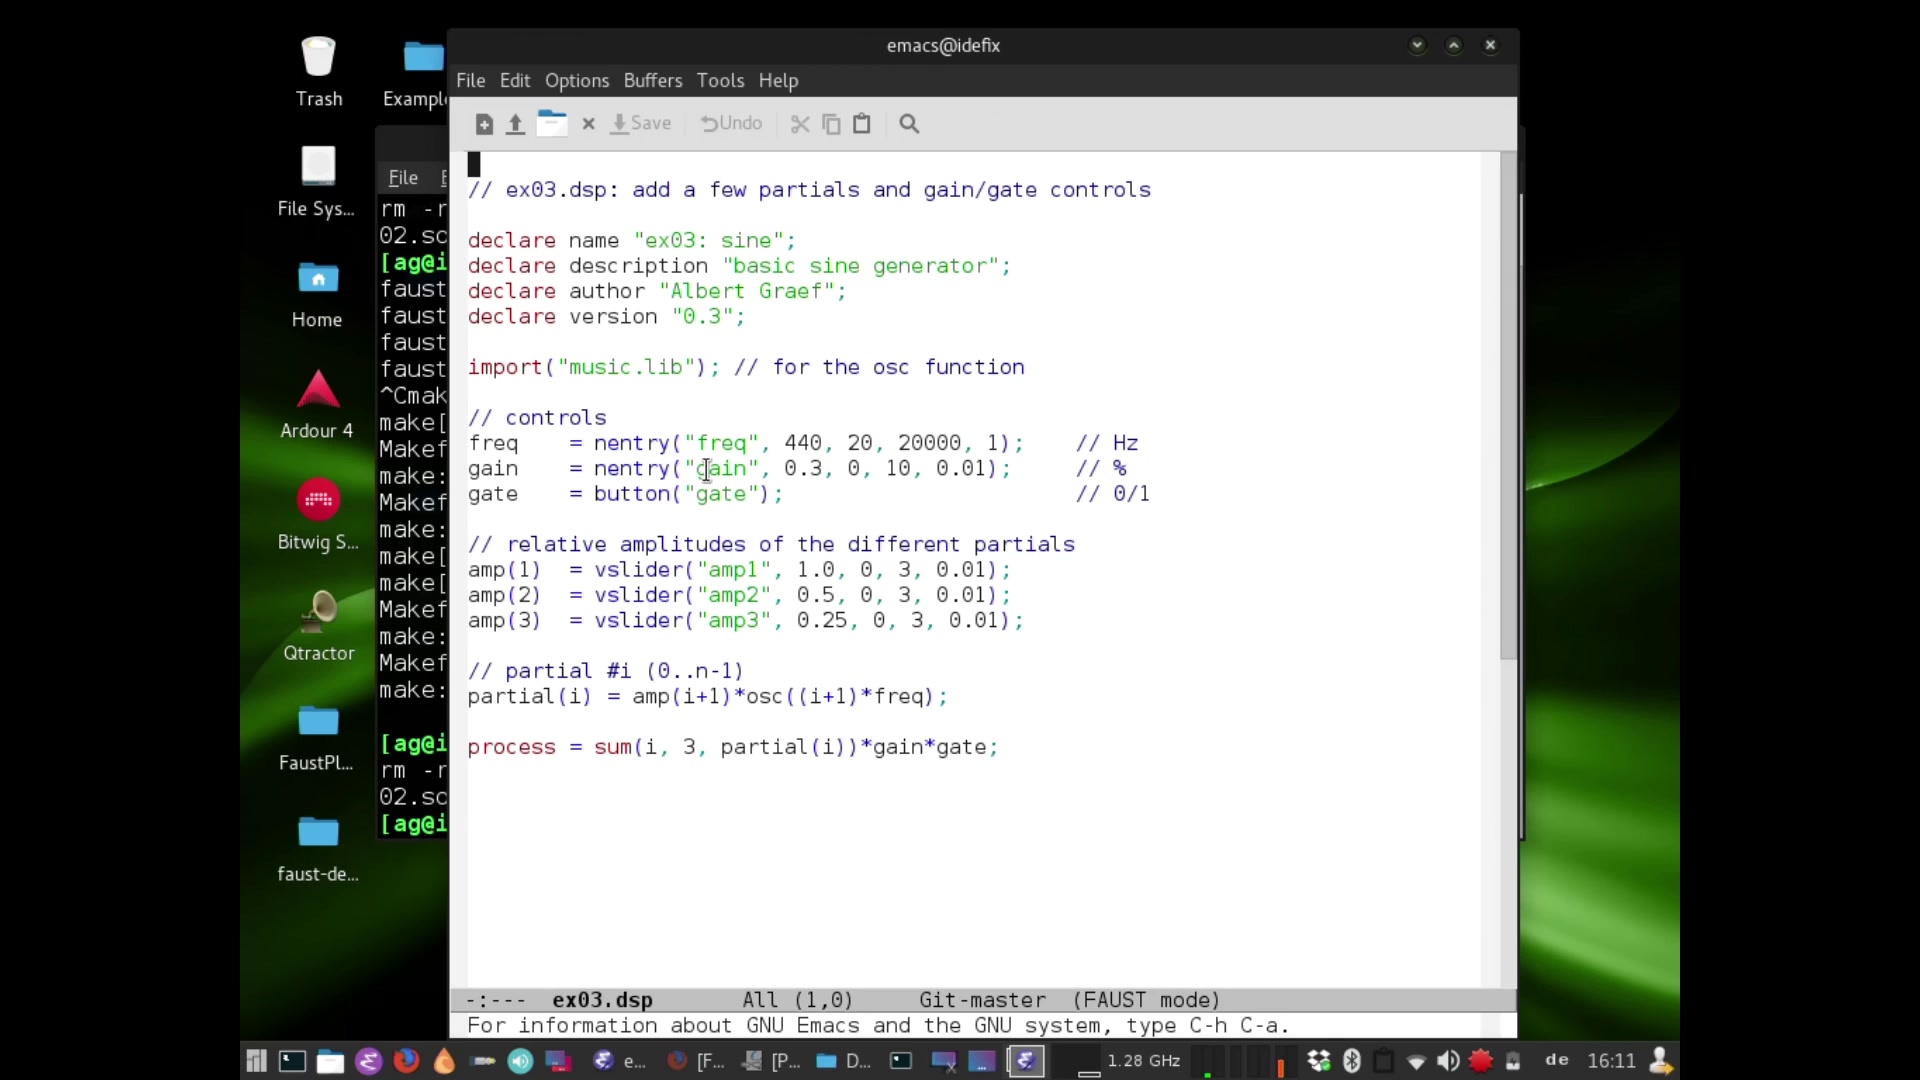 emacs@idefix
File Edit Options Buffers Tools Help
Save Undo
// ex03.dsp: add a few partials and gain/gate controls
declare name "ex03: sine";
declare description "basic sine generator";
declare author "Albert Graef";
declare version "0.3";
import("music.lib"); // for the osc function
// controls
freq    = nentry("freq", 440, 20, 20000, 1);    // Hz
gain    = nentry("gain", 0.3, 0, 10, 0.01);     // %
gate    = button("gate");                       // 0/1
// relative amplitudes of the different partials
amp(1)  = vslider("amp1", 1.0, 0, 3, 0.01);
amp(2)  = vslider("amp2", 0.5, 0, 3, 0.01);
amp(3)  = vslider("amp3", 0.25, 0, 3, 0.01);
// partial #i (0..n-1)
partial(i) = amp(i+1)*osc((i+1)*freq);
process = sum(i, 3, partial(i))*gain*gate;
-:--- ex03.dsp All (1,0) Git-master (FAUST mode)
For information about GNU Emacs and the GNU system, type C-h C-a.
Trash
Exampl
File Sys...
Home
Ardour 4
Bitwig S...
Qtractor
FaustPl...
faust-de...
File E
rm -r
02.so
[ag@i
faust
faust
faust
faust
^Cmak
make[
Makef
make:
Makef
make:
make[
make[
Makef
make:
Makef
make:
[ag@i
rm -r
02.so
[ag@i
e... [F... [P... D... 1.28 GHz de 16:11